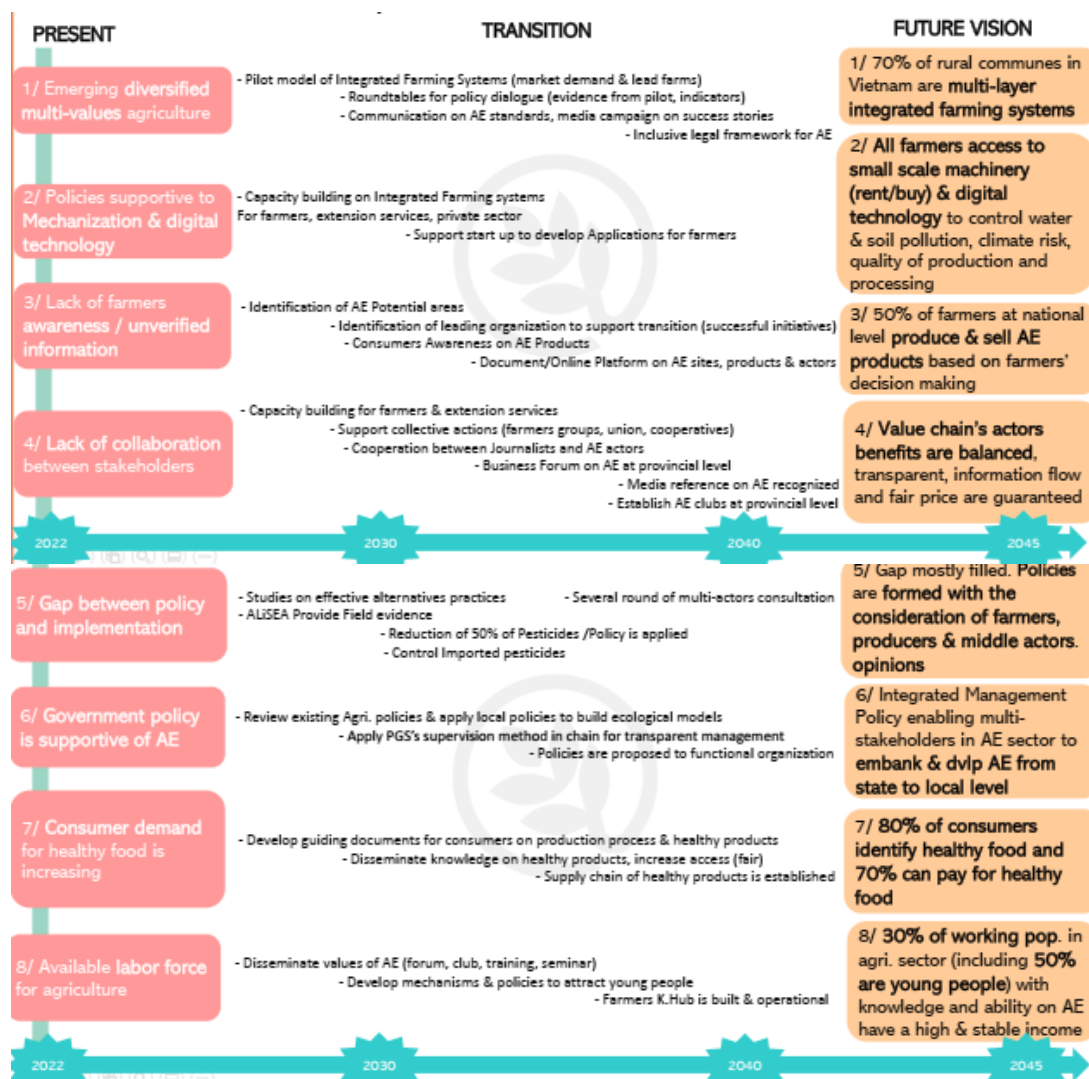 PRESENT
TRANSITION
FUTURE VISION
1/ Emerging diversified
multi-values agriculture
- Pilot model of Integrated Farming Systems (market demand & lead farms)
- Roundtables for policy dialogue (evidence from pilot, indicators)
- Communication on AE standards, media campaign on success stories
- Inclusive legal framework for AE
1/ 70% of rural communes in
Vietnam are multi-layer
integrated farming systems
2/ Policies supportive to
Mechanization & digital
technology
- Capacity building on Integrated Farming systems
For farmers, extension services, private sector
- Support start up to develop Applications for farmers
2/ All farmers access to
small scale machinery
(rent/buy) & digital
technology to control water
& soil pollution, climate risk,
quality of production and
processing
3/ Lack of farmers
awareness / unverified
information
- Identification of AE Potential areas
- Identification of leading organization to support transition (successful initiatives)
- Consumers Awareness on AE Products
- Document/Online Platform on AE sites, products & actors
3/ 50% of farmers at national
level produce & sell AE
products based on farmers'
decision making
4/ Lack of collaboration
between stakeholders
- Capacity building for farmers & extension services
- Support collective actions (farmers groups, union, cooperatives)
- Cooperation between Journalists and AE actors
- Business Forum on AE at provincial level
- Media reference on AE recognized
- Establish AE clubs at provincial level
4/ Value chain's actors
benefits are balanced,
transparent, information flow
and fair price are guaranteed
2022
2030
2040
2045
5/ Gap between policy
and implementation
- Studies on effective alternatives practices
- Several round of multi-actors consultation
- ALiSEA Provide Field evidence
- Reduction of 50% of Pesticides /Policy is applied
- Control Imported pesticides
5/ Gap mostly filled. Policies
are formed with the
consideration of farmers,
producers & middle actors.
opinions
6/ Government policy
is supportive of AE
- Review existing Agri. policies & apply local policies to build ecological models
- Apply PGS's supervision method in chain for transparent management
- Policies are proposed to functional organization
6/ Integrated Management
Policy enabling multi-
stakeholders in AE sector to
embank & dvlp AE from
state to local level
7/ Consumer demand
for healthy food is
increasing
- Develop guiding documents for consumers on production process & healthy products
- Disseminate knowledge on healthy products, increase access (fair)
- Supply chain of healthy products is established
7/ 80% of consumers
identify healthy food and
70% can pay for healthy
food
8/ Available labor force
for agriculture
- Disseminate values of AE (forum, club, training, seminar)
- Develop mechanisms & policies to attract young people
- Farmers K.Hub is built & operational
8/ 30% of working pop. in
agri. sector (including 50%
are young people) with
knowledge and ability on AE
have a high & stable income
2022
2030
2040
2045